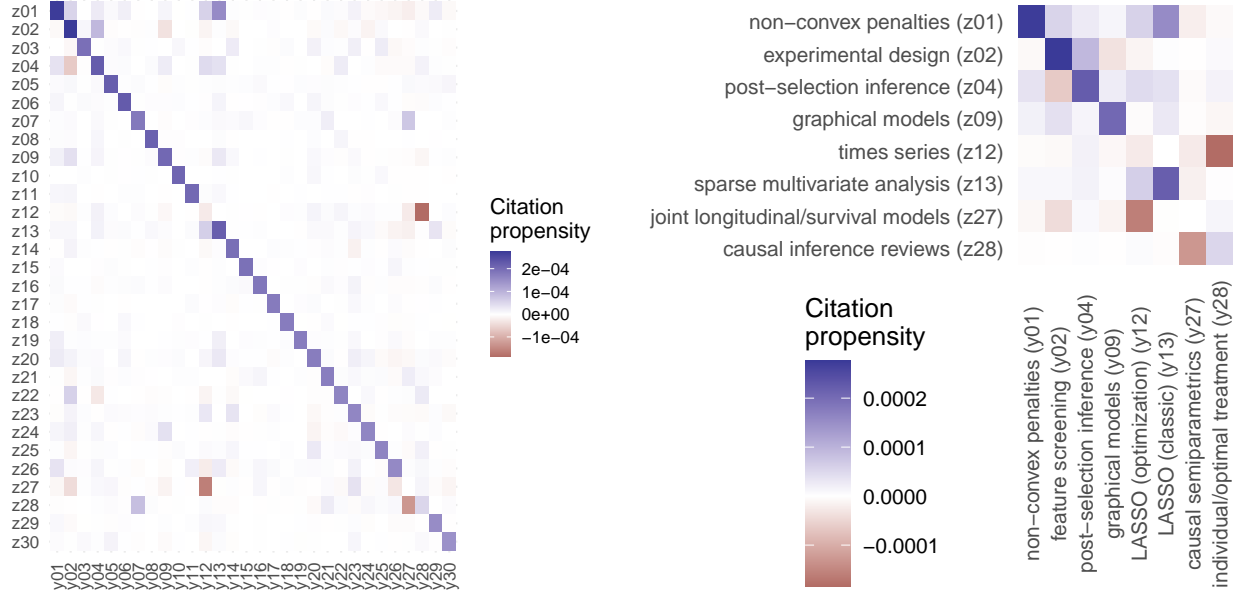 z01
z02
z03
z04
z05
z06
z07
z08
z09
z10
z11
z12
z13
z14
z15
z16
z17
z18
z19
z20
z21
z22
z23
z24
z25
z26
z27
z28
z29
z30
y01
y02
y03
y04
y05
y06
y07
y08
y09
y10
y11
y12
y13
y14
y15
y16
y17
y18
y19
y20
y21
y22
y23
y24
y25
y26
y27
y28
y29
y30
Citation
propensity
2e−04
1e−04
0e+00
−1e−04
non−convex penalties (z01)
experimental design (z02)
post−selection inference (z04)
graphical models (z09)
times series (z12)
sparse multivariate analysis (z13)
joint longitudinal/survival models (z27)
causal inference reviews (z28)
non−convex penalties (y01)
feature screening (y02)
post−selection inference (y04)
graphical models (y09)
LASSO (optimization) (y12)
LASSO (classic) (y13)
causal semiparametrics (y27)
individual/optimal treatment (y28)
Citation
propensity
0.0002
0.0001
0.0000
−0.0001